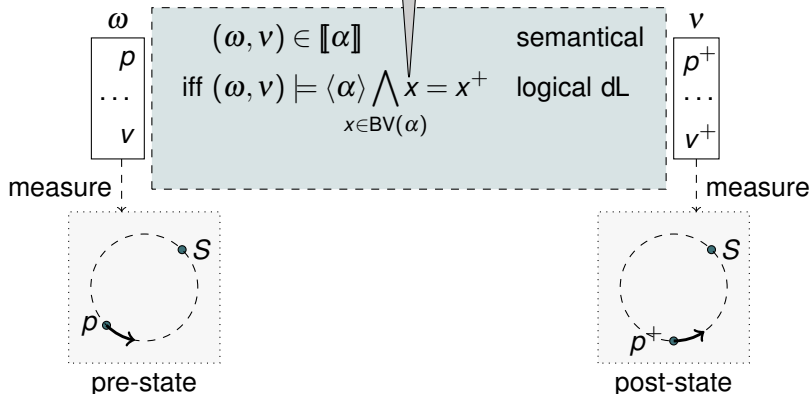 ω
ν
(ω, ν) ∈ ⟦α⟧ semantical
p
p⁺
iff (ω, ν) ⊨ ⟨α⟩ ⋀ x = x⁺ logical dL
x∈BV(α)
...
...
v
v⁺
measure
measure
S
S
p
p⁺
pre-state
post-state